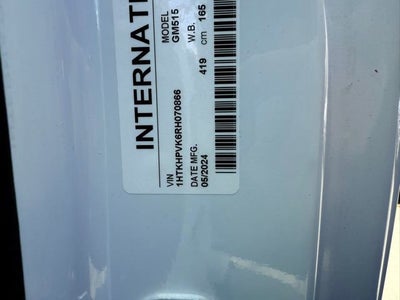 INTERNATI
MODEL
GM515
W.B. 165
419 cm
VIN
1HTKHPVK6RH070866
DATE MFG.
05/2024